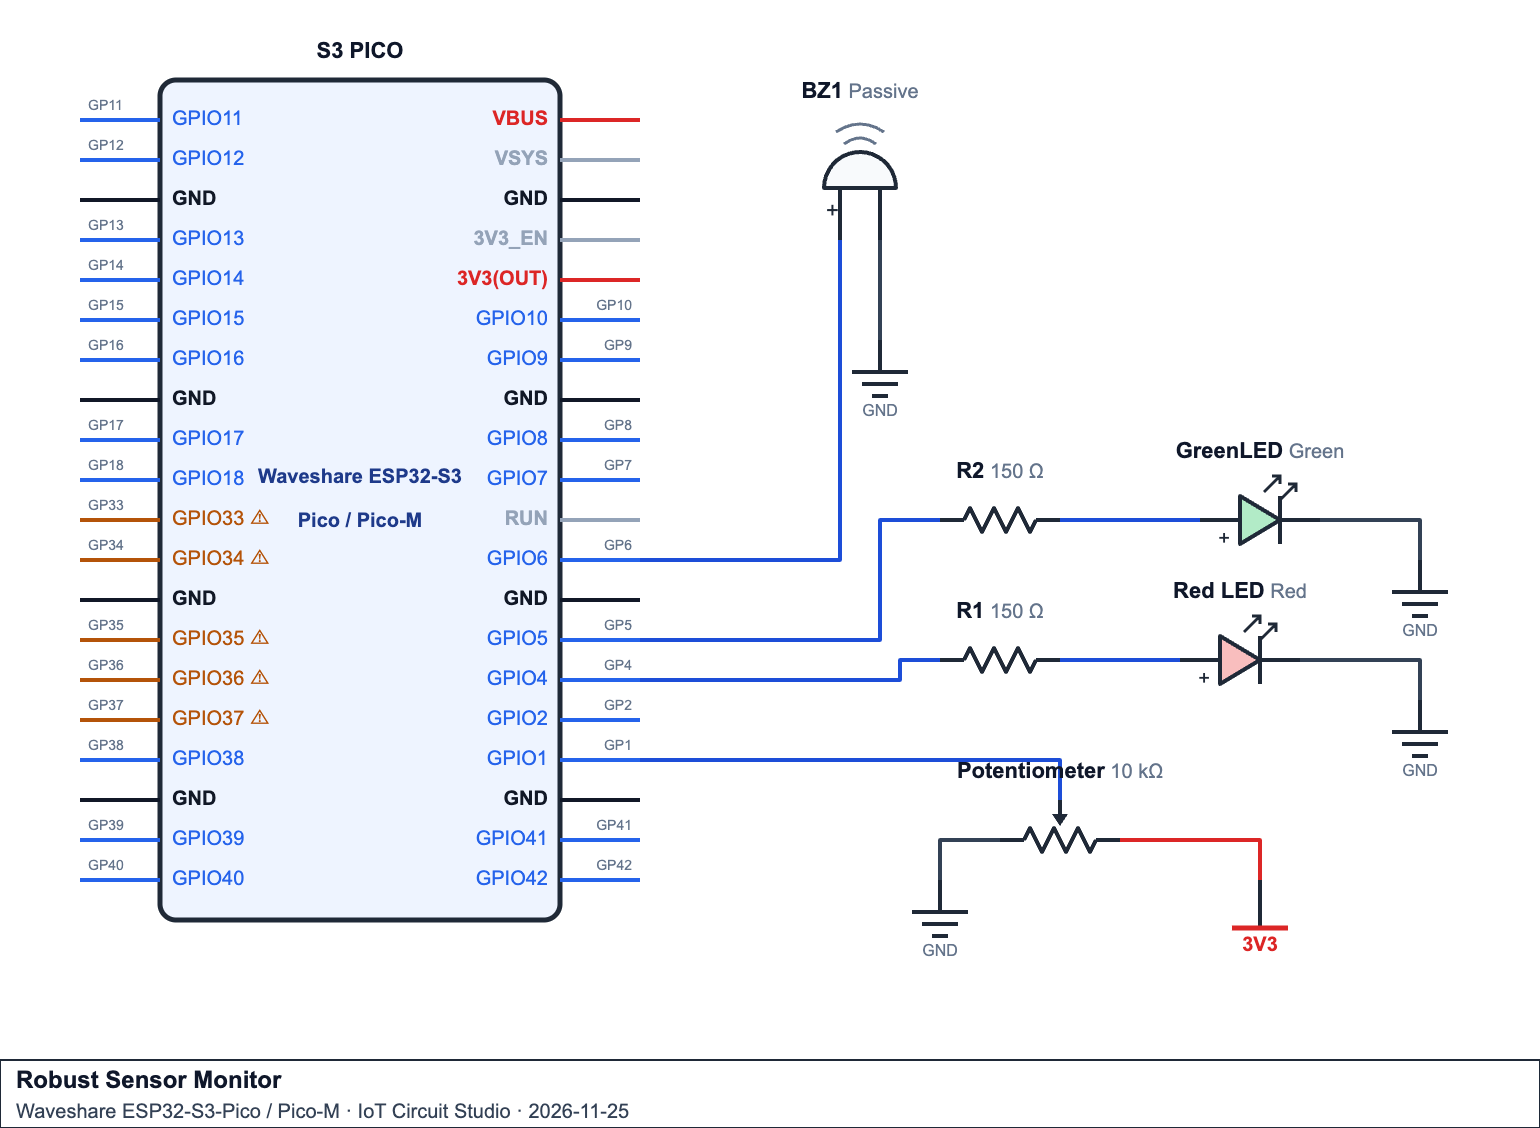 S3 PICO
GP11
GPIO11
VBUS
GP12
GPIO12
VSYS
GND
GND
GP13
GPIO13
3V3_EN
GP14
GPIO14
3V3(OUT)
GP15
GPIO15
GPIO10
GP10
GP16
GPIO16
GPIO9
GP9
GND
GND
GP17
GPIO17
GPIO8
GP8
GP18
GPIO18
Waveshare ESP32-S3
GPIO7
GP7
GP33
GPIO33 ⚠
Pico / Pico-M
RUN
GP34
GPIO34 ⚠
GPIO6
GP6
GND
GND
GP35
GPIO35 ⚠
GPIO5
GP5
GP36
GPIO36 ⚠
GPIO4
GP4
GP37
GPIO37 ⚠
GPIO2
GP2
GP38
GPIO38
GPIO1
GP1
GND
GND
GP39
GPIO39
GPIO41
GP41
GP40
GPIO40
GPIO42
GP42
BZ1 Passive
+
GND
R2 150 Ω
GreenLED Green
+
GND
R1 150 Ω
Red LED Red
+
GND
Potentiometer 10 kΩ
GND
3V3
Robust Sensor Monitor
Waveshare ESP32-S3-Pico / Pico-M · IoT Circuit Studio · 2026-11-25